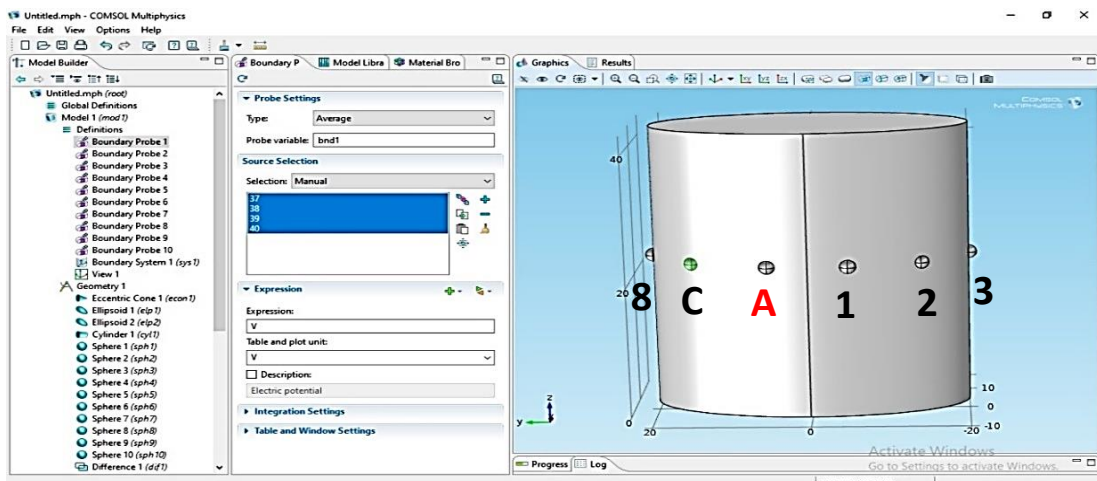 Untitled.mph - COMSOL Multiphysics
File Edit View Options Help
Model Builder
Untitled.mph (root)
Global Definitions
Model 1 (mod1)
Definitions
Boundary Probe 1
Boundary Probe 2
Boundary Probe 3
Boundary Probe 4
Boundary Probe 5
Boundary Probe 6
Boundary Probe 7
Boundary Probe 8
Boundary Probe 9
Boundary Probe 10
Boundary System 1 (sys1)
View 1
Geometry 1
Eccentric Cone 1 (econ1)
Ellipsoid 1 (elp1)
Ellipsoid 2 (elp2)
Cylinder 1 (cyl1)
Sphere 1 (sph1)
Sphere 2 (sph2)
Sphere 3 (sph3)
Sphere 4 (sph4)
Sphere 5 (sph5)
Sphere 6 (sph6)
Sphere 7 (sph7)
Sphere 8 (sph8)
Sphere 9 (sph9)
Sphere 10 (sph10)
Difference 1 (dif1)
Boundary P
Model Libra
Material Bro
Probe Settings
Type: Average
Probe variable: bnd1
Source Selection
Selection: Manual
37
38
39
40
Expression
Expression:
V
Table and plot unit:
V
Description:
Electric potential
Integration Settings
Table and Window Settings
Graphics
Results
COMSOL
MULTIPHYSICS
40
20
0
20
0
-20
10
0
-10
z
y
8 C A 1 2 3
Activate Windows
Go to Settings to activate Windows.
Progress
Log